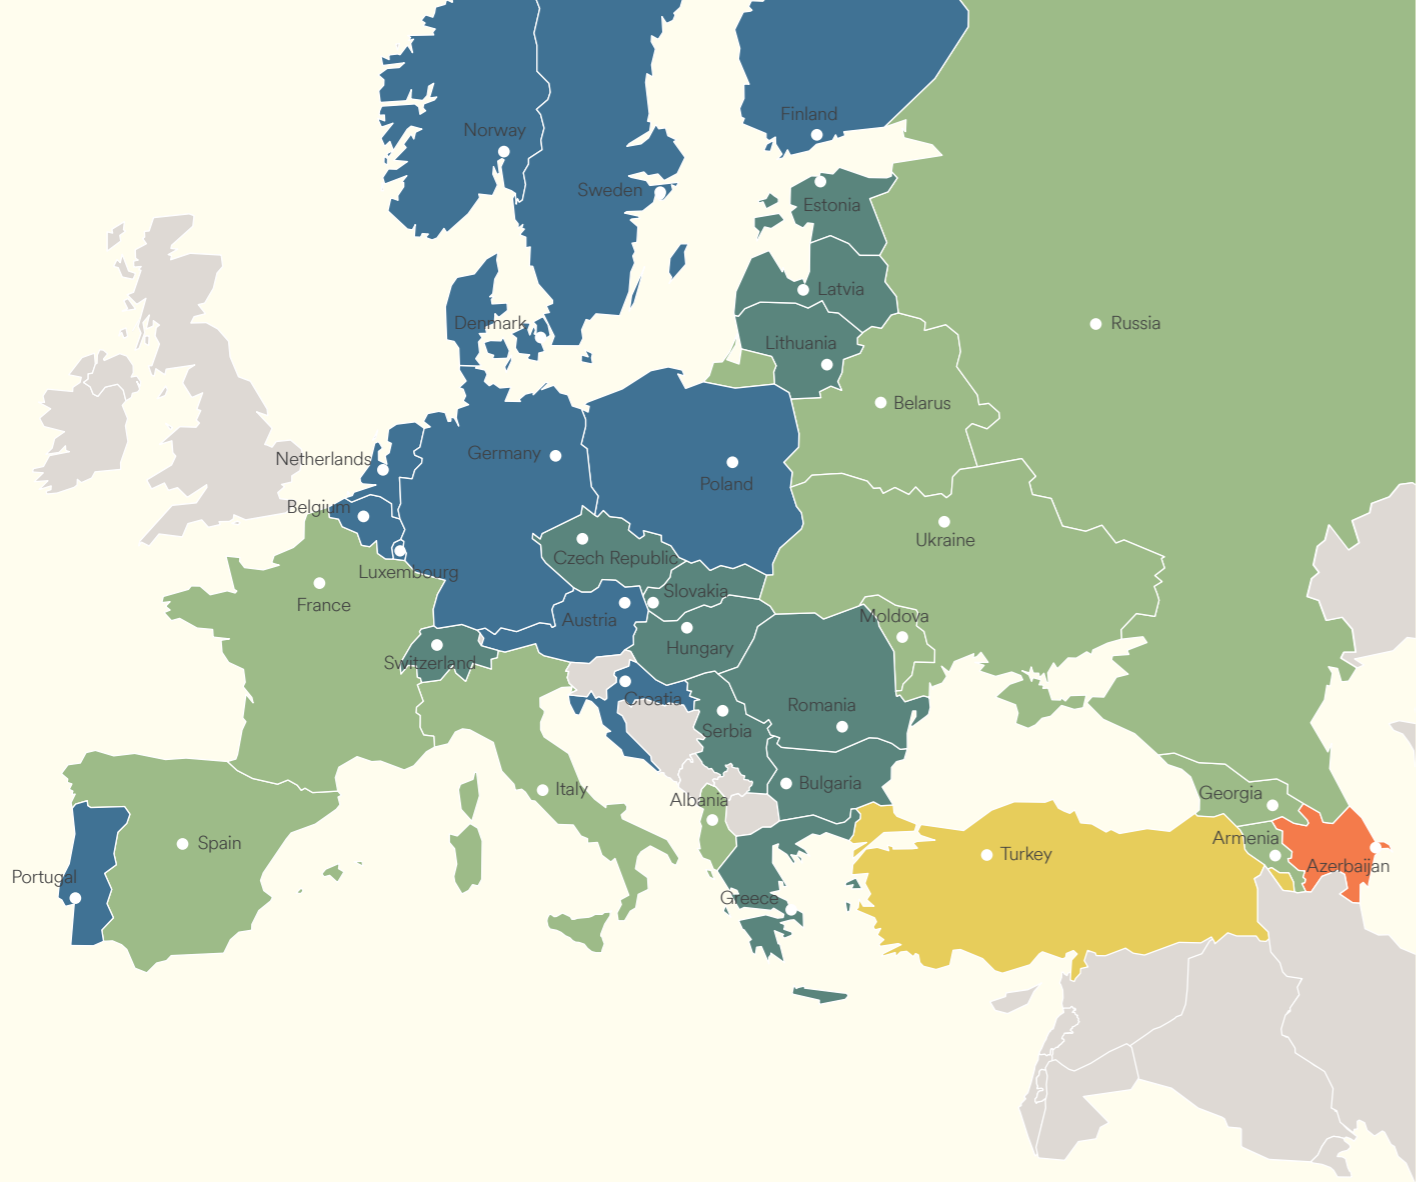 Finland
Norway
Sweden
Estonia
Latvia
Denmark
Russia
Lithuania
Belarus
Germany
Netherlands
Poland
Belgium
Ukraine
Czech Republic
Luxembourg
Slovakia
France
Moldova
Austria
Hungary
Switzerland
Croatia
Romania
Serbia
Bulgaria
Italy
Georgia
Albania
Armenia
Spain
Turkey
Azerbaijan
Portugal
Greece